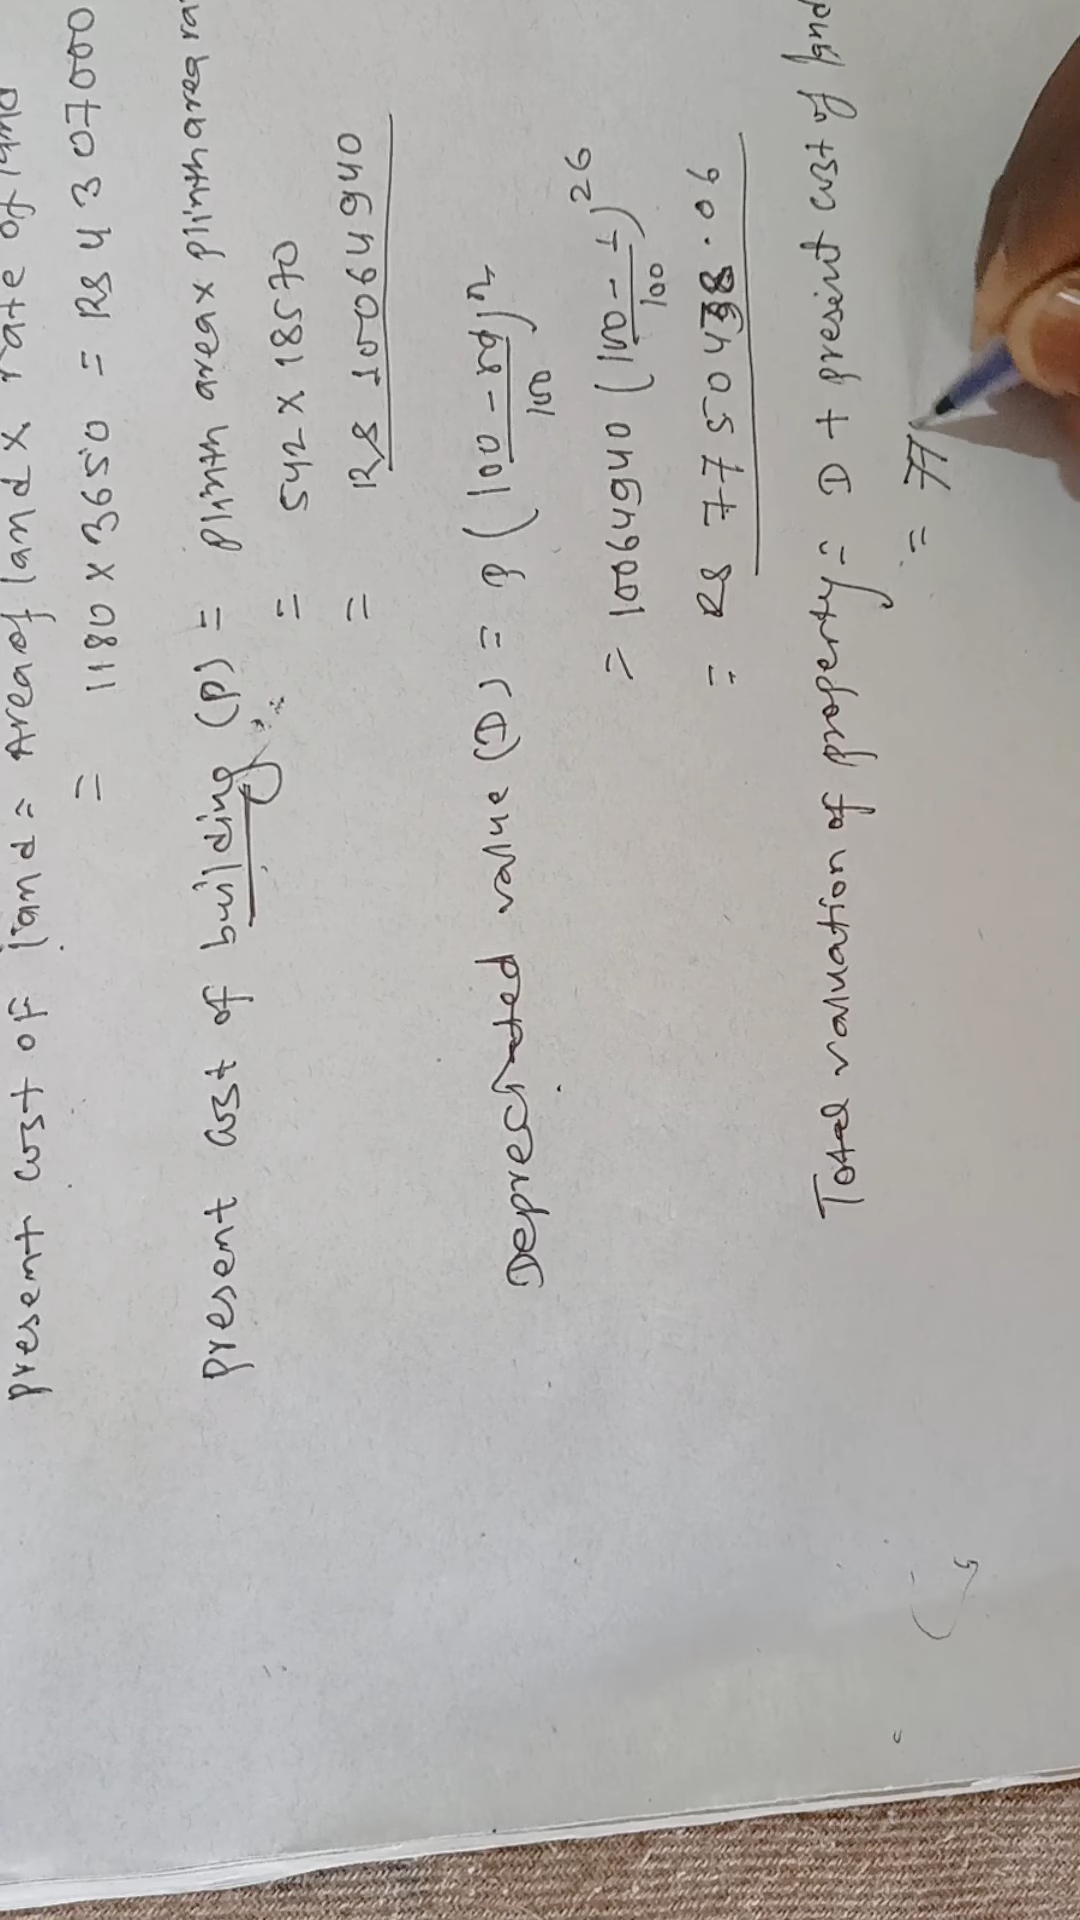 present cost of land = Area of land x rate of land
= 1180 x 3650 = Rs 4307000
present cost of building (P) = plinth area x plinth area ra
= 542 x 18570
= Rs 10064940
Depreciated value (D) = P (100 - rd / 100)^n
= 10064940 (100 - 1 / 100)^26
= Rs 7750498.06
Total valuation of property = D + present cost of land
= 77